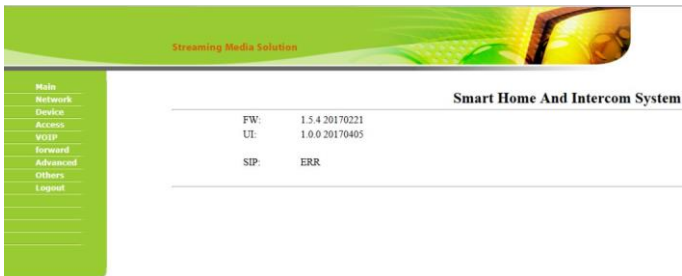 Streaming Media Solution
Main
Network
Device
Access
VOIP
forward
Advanced
Others
Logout
Smart Home And Intercom System
FW: 1.5.4 20170221
UI: 1.0.0 20170405
SIP: ERR